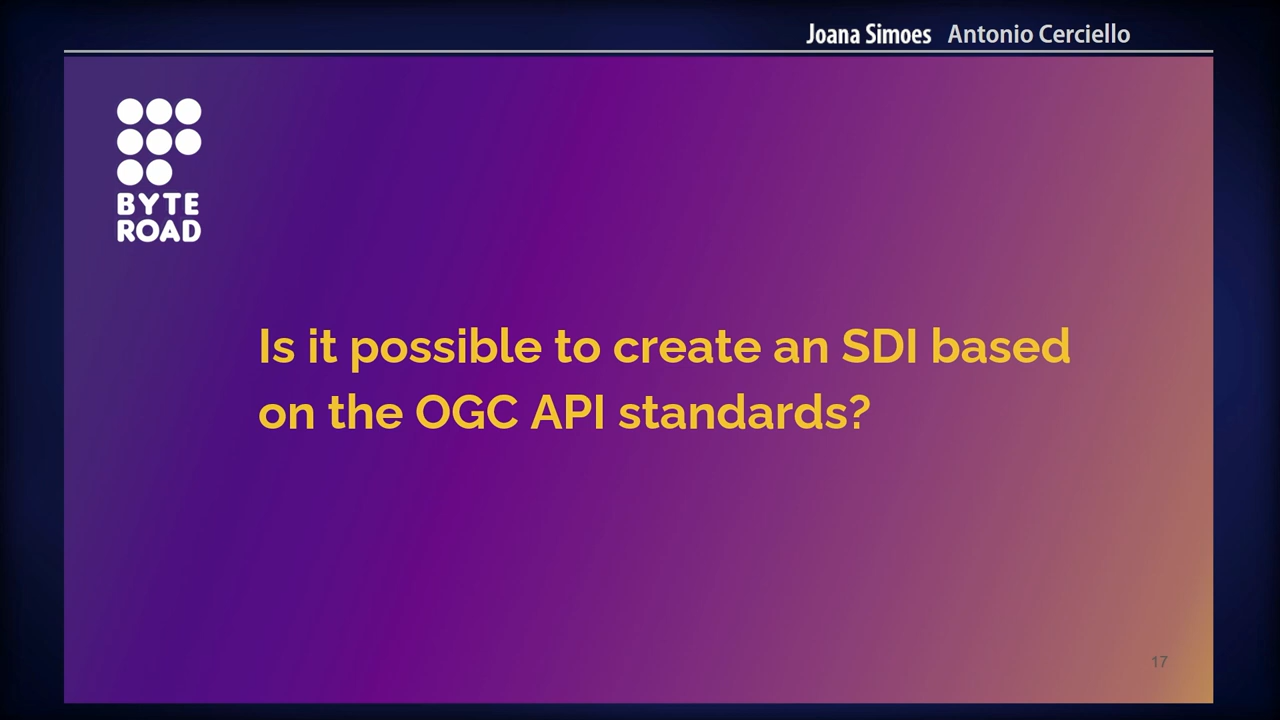 Joana Simoes Antonio Cerciello
BYTE
ROAD
Is it possible to create an SDI based
on the OGC API standards?
17